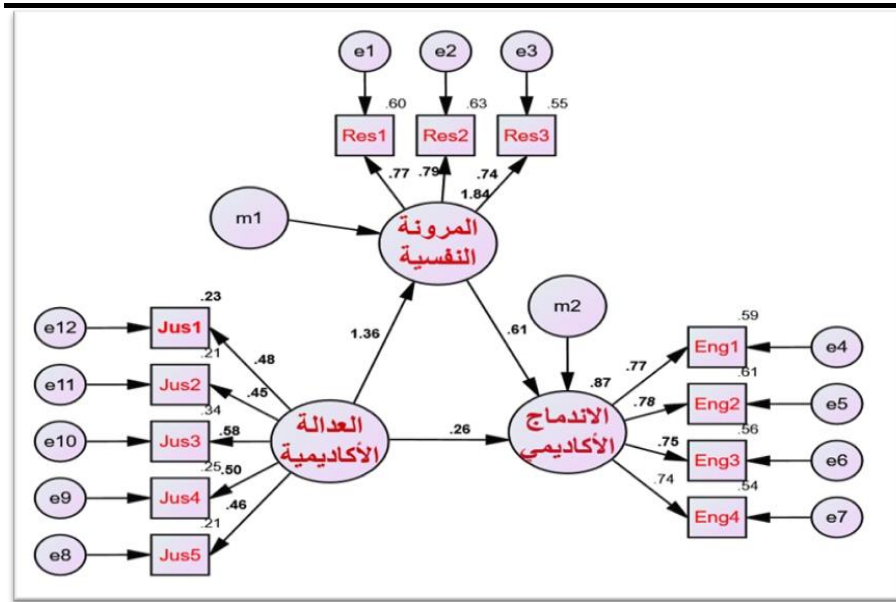 e1
e2
e3
.60
.63
.55
Res1
Res2
Res3
.77
.79
.74
1.84
m1
المرونة
النفسية
m2
.23
e12
Jus1
1.36
.61
.59
.21
.48
.77
Eng1
e4
e11
Jus2
.45
.87
.61
.34
.78
Eng2
e5
e10
Jus3
.58
العدالة
الأكاديمية
.26
الاندماج
الأكاديمي
.56
.25
.50
.75
Eng3
e6
e9
Jus4
.54
.21
.46
.74
Eng4
e7
e8
Jus5